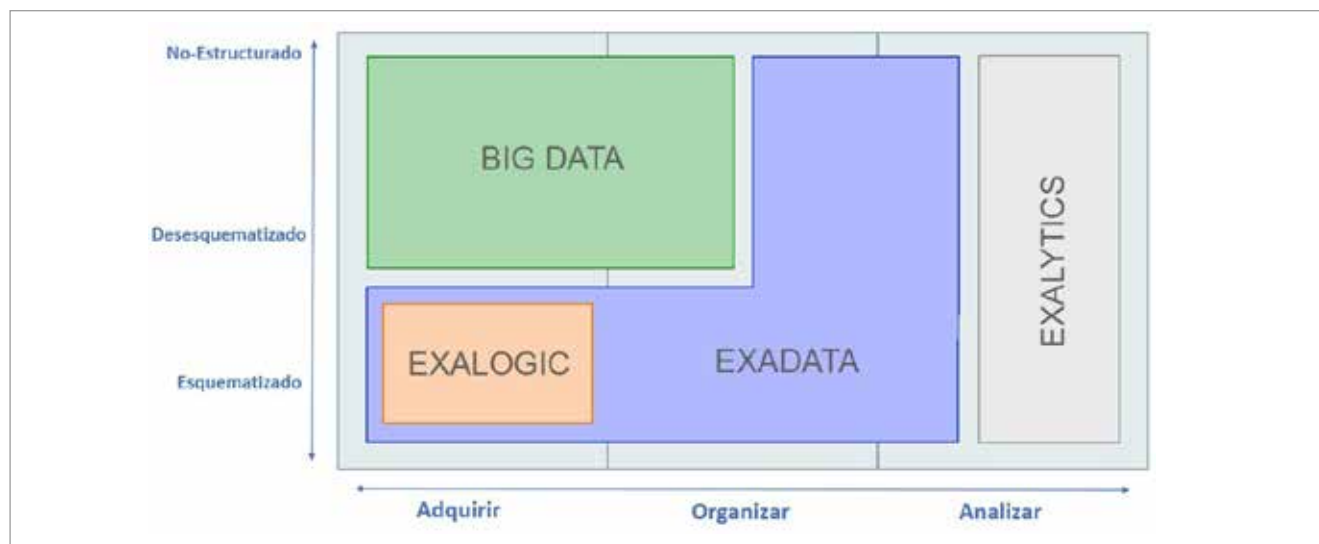 No-Estructurado
BIG DATA
Desesquematizado
EXALYTICS
EXALOGIC
EXADATA
Esquematizado
Adquirir
Organizar
Analizar